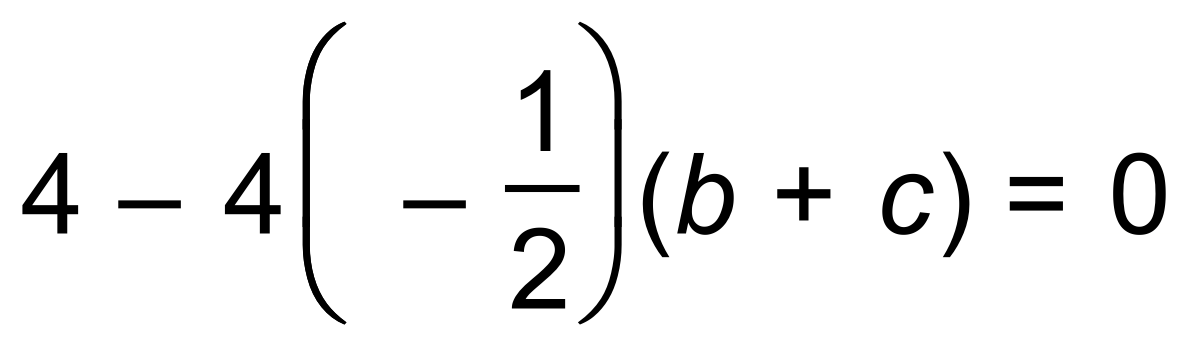 4 – 4( – 1/2 )(b + c) = 0